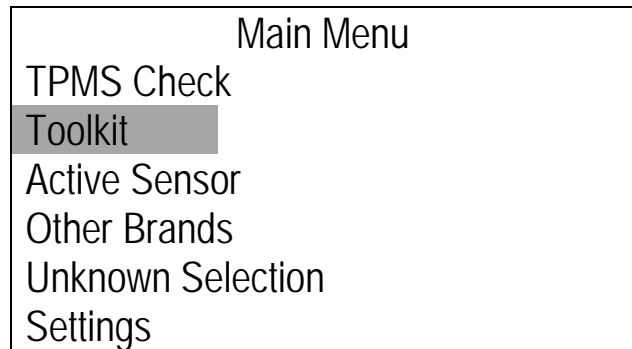 Main Menu
TPMS Check
Toolkit
Active Sensor
Other Brands
Unknown Selection
Settings